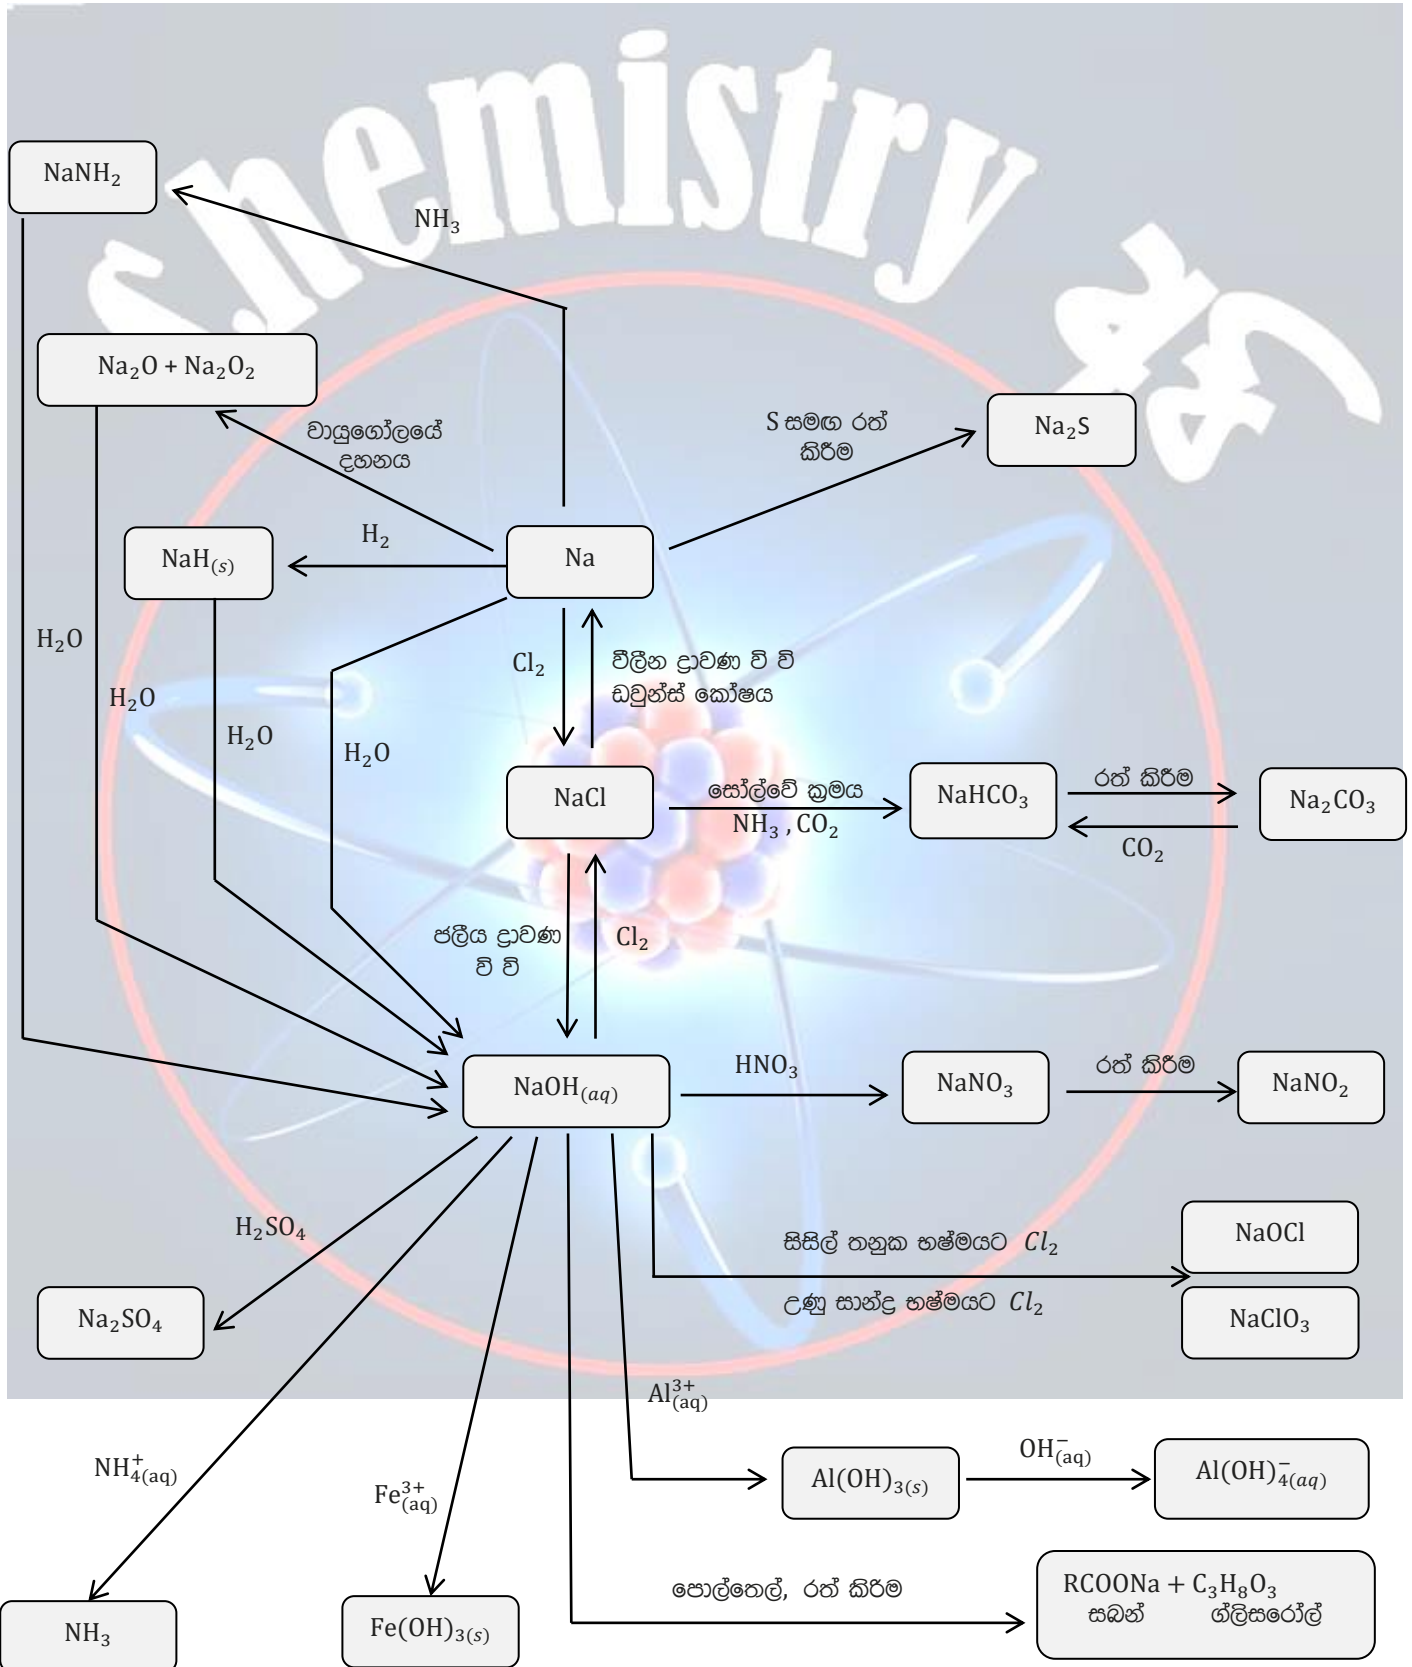 Chemistry
NaNH₂
NH₃
Na₂O + Na₂O₂
වායුගෝලයේ
දහනය
S සමඟ රත්
කිරීම
Na₂S
H₂
NaH₍ₛ₎
Na
H₂O
H₂O
H₂O
H₂O
Cl₂
විලීන ද්‍රාවණ වි වි
ඩවුන්ස් කෝෂය
NaCl
සෝල්වේ ක්‍රමය
NH₃ , CO₂
NaHCO₃
රත් කිරීම
CO₂
Na₂CO₃
ජලීය ද්‍රාවණ
වි වි
Cl₂
NaOH₍aq₎
HNO₃
NaNO₃
රත් කිරීම
NaNO₂
H₂SO₄
Na₂SO₄
සිසිල් තනුක භෂ්මයට Cl₂
උණු සාන්ද්‍ර භෂ්මයට Cl₂
NaOCl
NaClO₃
Al³⁺(aq)
NH₄⁺(aq)
Fe³⁺(aq)
Al(OH)₃(s)
OH⁻(aq)
Al(OH)₄⁻(aq)
පොල්තෙල්, රත් කිරිම
RCOONa + C₃H₈O₃
සබන් ග්ලිසරෝල්
NH₃
Fe(OH)₃(s)